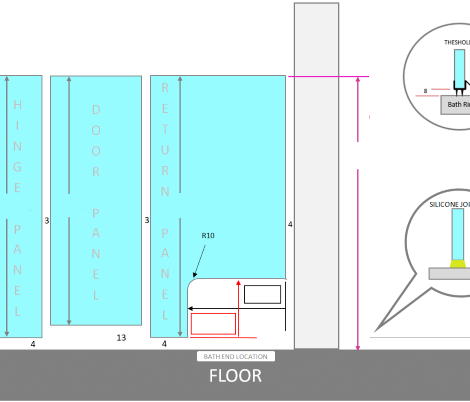 THESHOL
8
Bath Ri
HINGE PANEL
DOOR PANEL
RETURN PANEL
3
3
4
R10
SILICONE JO
4
13
4
BATH END LOCATION
FLOOR